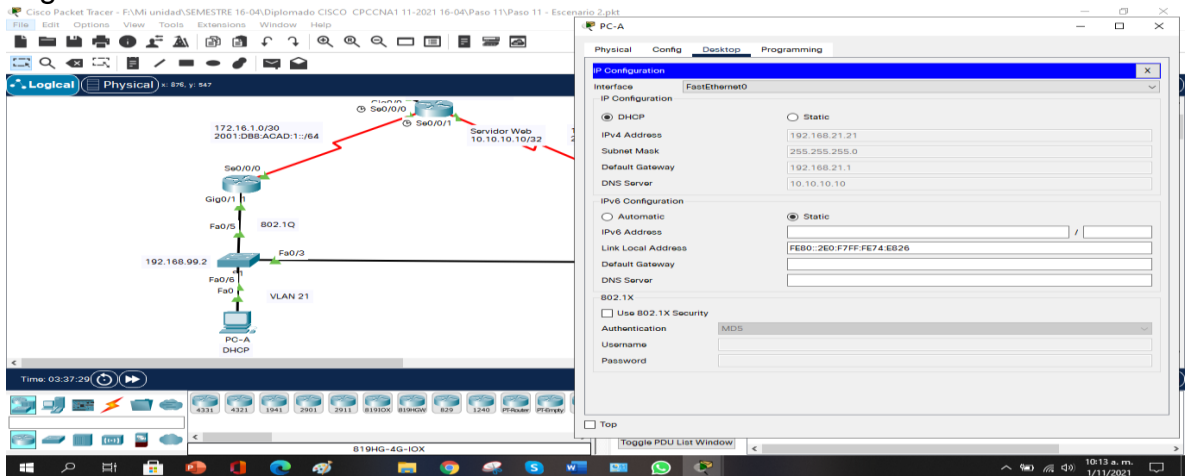 Cisco Packet Tracer - F:\Mi unidad\SEMESTRE 16-04\Diplomado CISCO CPCCNA1 11-2021 16-04\Paso 11\Paso 11 - Escenario 2.pkt
File Edit Options View Tools Extensions Window Help
Logical Physical x: 876, y: 547
Se0/0/0
Se0/0/1
172.16.1.0/30
2001:DB8:ACAD:1::/64
Servidor Web
10.10.10.10/32
Se0/0/0
Gig0/1
Fa0/5
802.1Q
Fa0/3
192.168.99.2
Fa0/6
Fa0
VLAN 21
PC-A
DHCP
Time: 03:37:29
4331 4321 1941 2901 2911 819IOX 819HGW 829 1240 PT-Router PT-Empty
819HG-4G-IOX
PC-A
Physical Config Desktop Programming
IP Configuration X
Interface FastEthernet0
IP Configuration
DHCP Static
IPv4 Address 192.168.21.21
Subnet Mask 255.255.255.0
Default Gateway 192.168.21.1
DNS Server 10.10.10.10
IPv6 Configuration
Automatic Static
IPv6 Address /
Link Local Address FE80::2E0:F7FF:FE74:E826
Default Gateway
DNS Server
802.1X
Use 802.1X Security
Authentication MD5
Username
Password
Top
Toggle PDU List Window
10:13 a. m.
1/11/2021